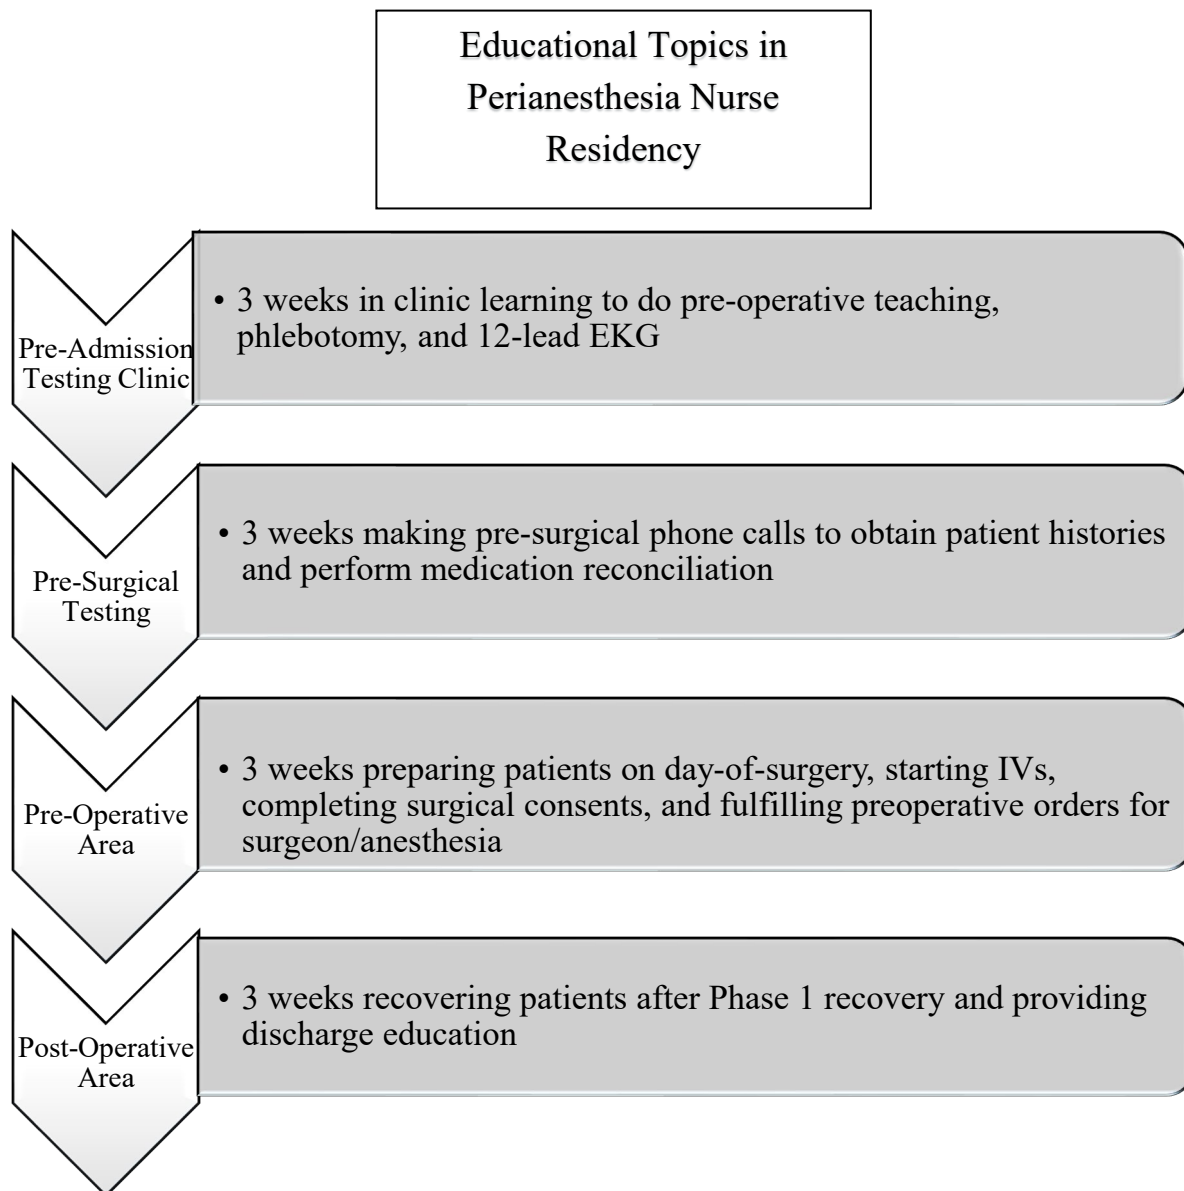 Educational Topics in
Perianesthesia Nurse
Residency
Pre-Admission
Testing Clinic
• 3 weeks in clinic learning to do pre-operative teaching,
phlebotomy, and 12-lead EKG
Pre-Surgical
Testing
• 3 weeks making pre-surgical phone calls to obtain patient histories
and perform medication reconciliation
Pre-Operative
Area
• 3 weeks preparing patients on day-of-surgery, starting IVs,
completing surgical consents, and fulfilling preoperative orders for
surgeon/anesthesia
Post-Operative
Area
• 3 weeks recovering patients after Phase 1 recovery and providing
discharge education